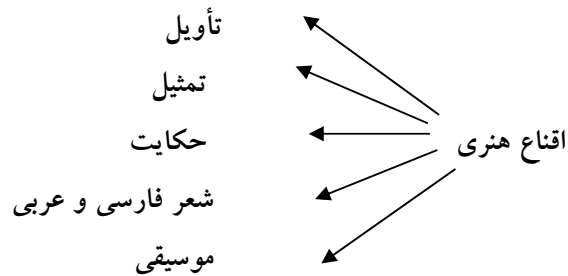 تأویل
تمثیل
حکایت
اقناع هنری
شعر فارسی و عربی
موسیقی